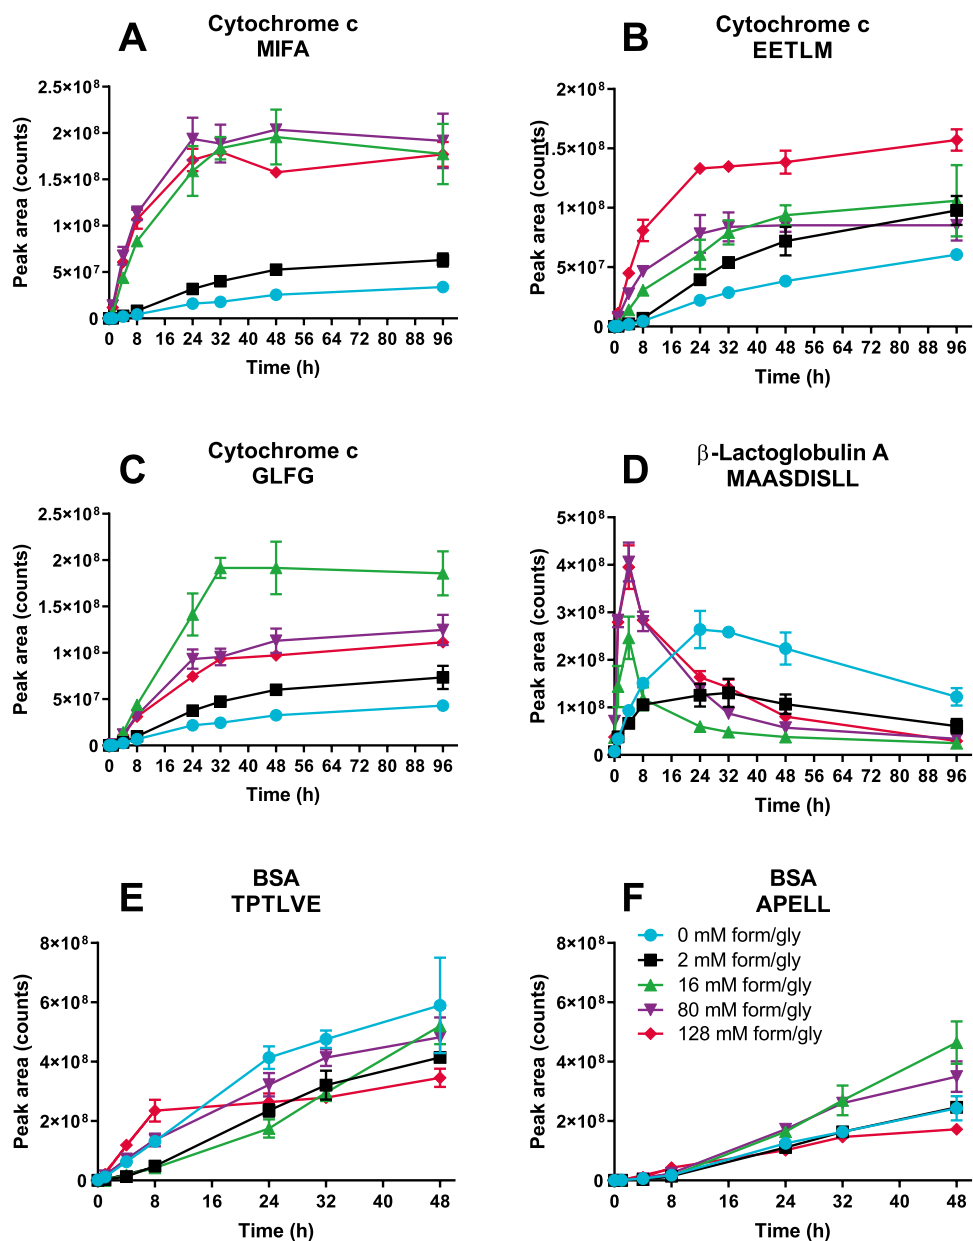 A
Cytochrome c
MIFA
Peak area (counts)
2.5×10⁸
2×10⁸
1.5×10⁸
1×10⁸
5×10⁷
0
0 8 16 24 32 40 48 56 64 72 80 88 96
Time (h)
B
Cytochrome c
EETLM
Peak area (counts)
2×10⁸
1.5×10⁸
1×10⁸
5×10⁷
0
0 8 16 24 32 40 48 56 64 72 80 88 96
Time (h)
C
Cytochrome c
GLFG
Peak area (counts)
2.5×10⁸
2×10⁸
1.5×10⁸
1×10⁸
5×10⁷
0
0 8 16 24 32 40 48 56 64 72 80 88 96
Time (h)
D
β-Lactoglobulin A
MAASDISLL
Peak area (counts)
5×10⁸
4×10⁸
3×10⁸
2×10⁸
1×10⁸
0
0 8 16 24 32 40 48 56 64 72 80 88 96
Time (h)
E
BSA
TPTLVE
Peak area (counts)
8×10⁸
6×10⁸
4×10⁸
2×10⁸
0
0 8 16 24 32 40 48
Time (h)
F
BSA
APELL
Peak area (counts)
8×10⁸
6×10⁸
4×10⁸
2×10⁸
0
0 mM form/gly
2 mM form/gly
16 mM form/gly
80 mM form/gly
128 mM form/gly
0 8 16 24 32 40 48
Time (h)